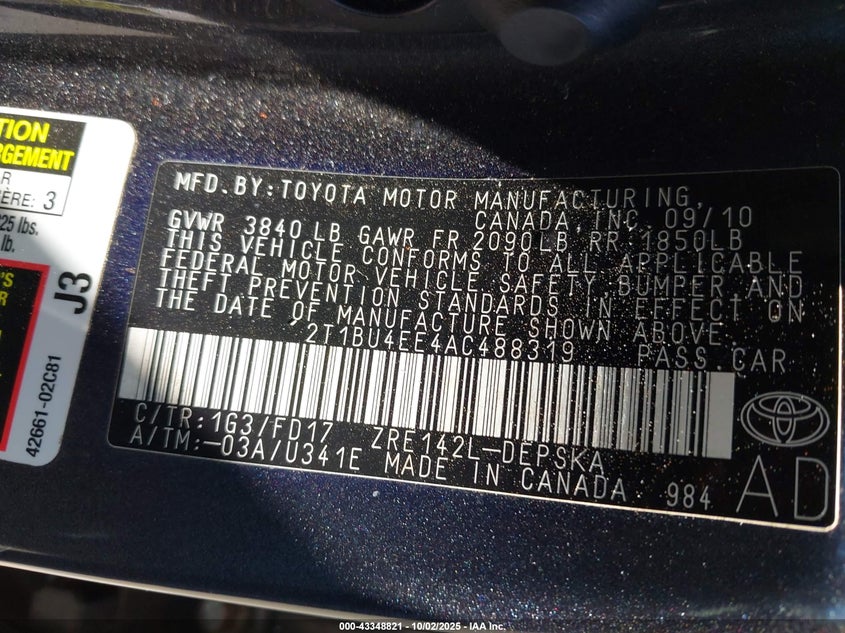 TION
RGEMENT
AR
ÈRE: 3
25 lbs.
lb.
J3
42661-02C81
MFD.BY:TOYOTA MOTOR MANUFACTURING,
CANADA, INC. 09/10
GVWR 3840 LB GAWR FR 2090LB RR 1850LB
THIS VEHICLE CONFORMS TO ALL APPLICABLE
FEDERAL MOTOR VEHICLE SAFETY, BUMPER AND
THEFT PREVENTION STANDARDS IN EFFECT ON
THE DATE OF MANUFACTURE SHOWN ABOVE.
2T1BU4EE4AC488319 PASS.CAR
C/TR:1G3/FD17 ZRE142L-DEPSKA
A/TM:-03A/U341E MADE IN CANADA 984
AD
000-43348821 - 10/02/2025 - IAA Inc.